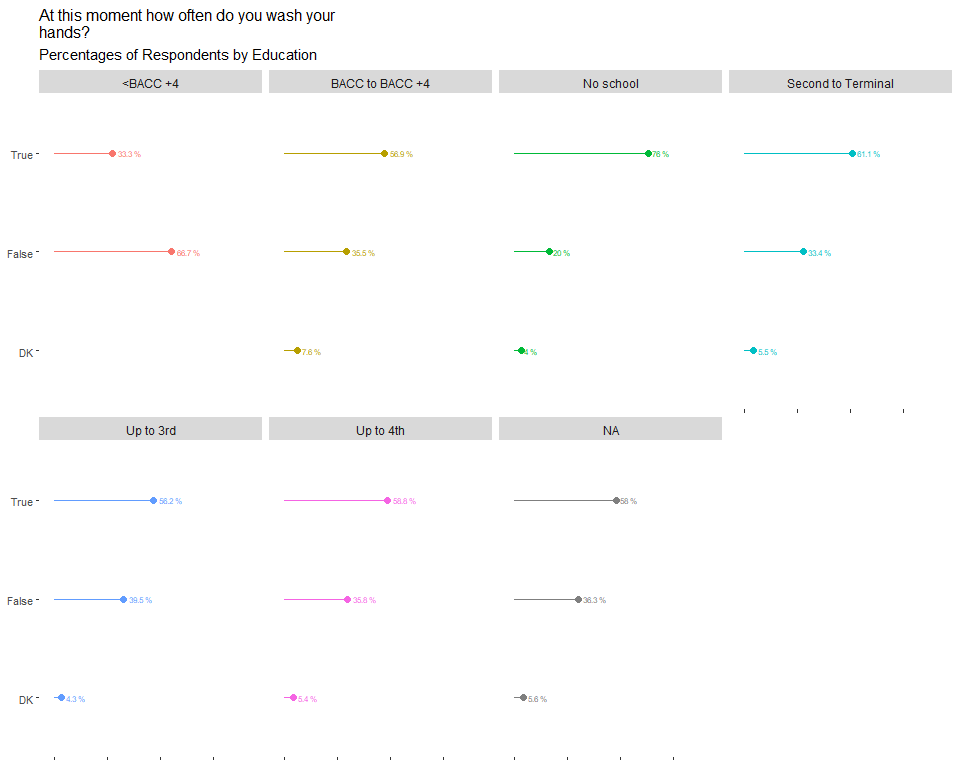 At this moment how often do you wash your
hands?
Percentages of Respondents by Education
<BACC +4
BACC to BACC +4
No school
Second to Terminal
True
33.3 %
56.9 %
76 %
61.1 %
False
66.7 %
35.5 %
20 %
33.4 %
DK
7.6 %
4 %
5.5 %
Up to 3rd
Up to 4th
NA
True
56.2 %
58.8 %
58 %
False
39.5 %
35.8 %
36.3 %
DK
4.3 %
5.4 %
5.6 %